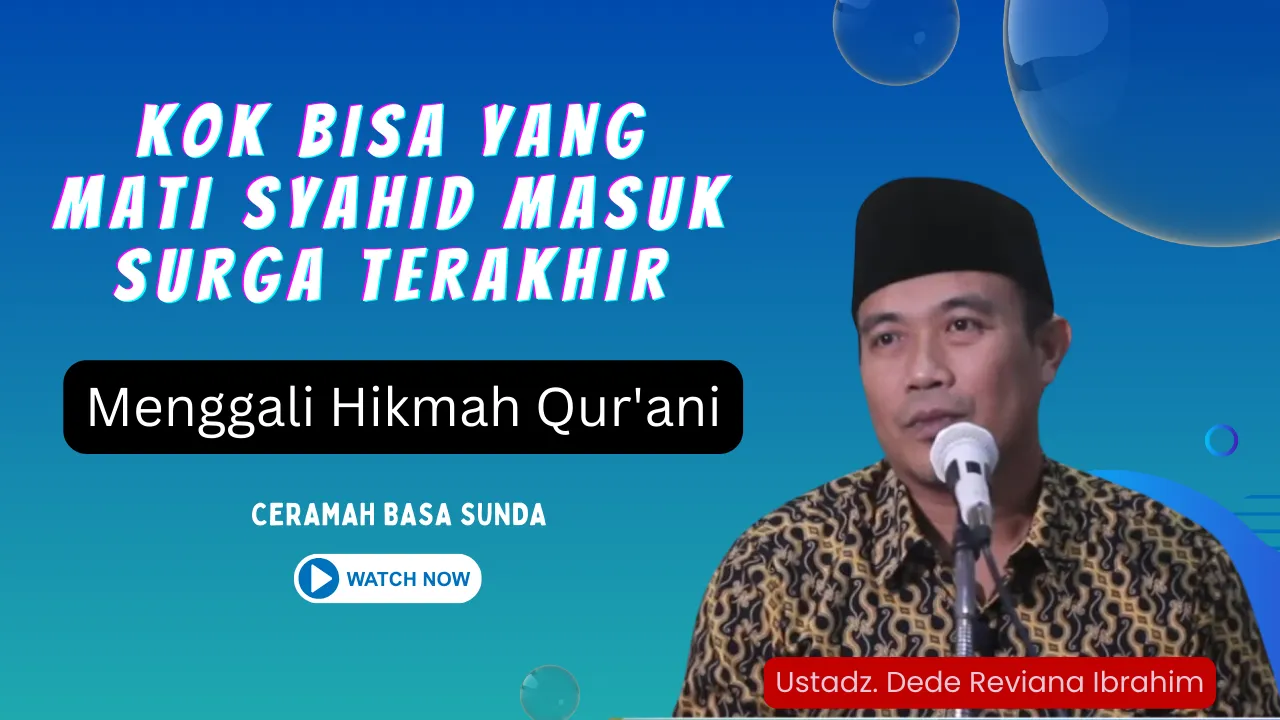 KOK BISA YANG
MATI SYAHID MASUK
SURGA TERAKHIR
Menggali Hikmah Qur'ani
CERAMAH BASA SUNDA
WATCH NOW
Ustadz. Dede Reviana Ibrahim